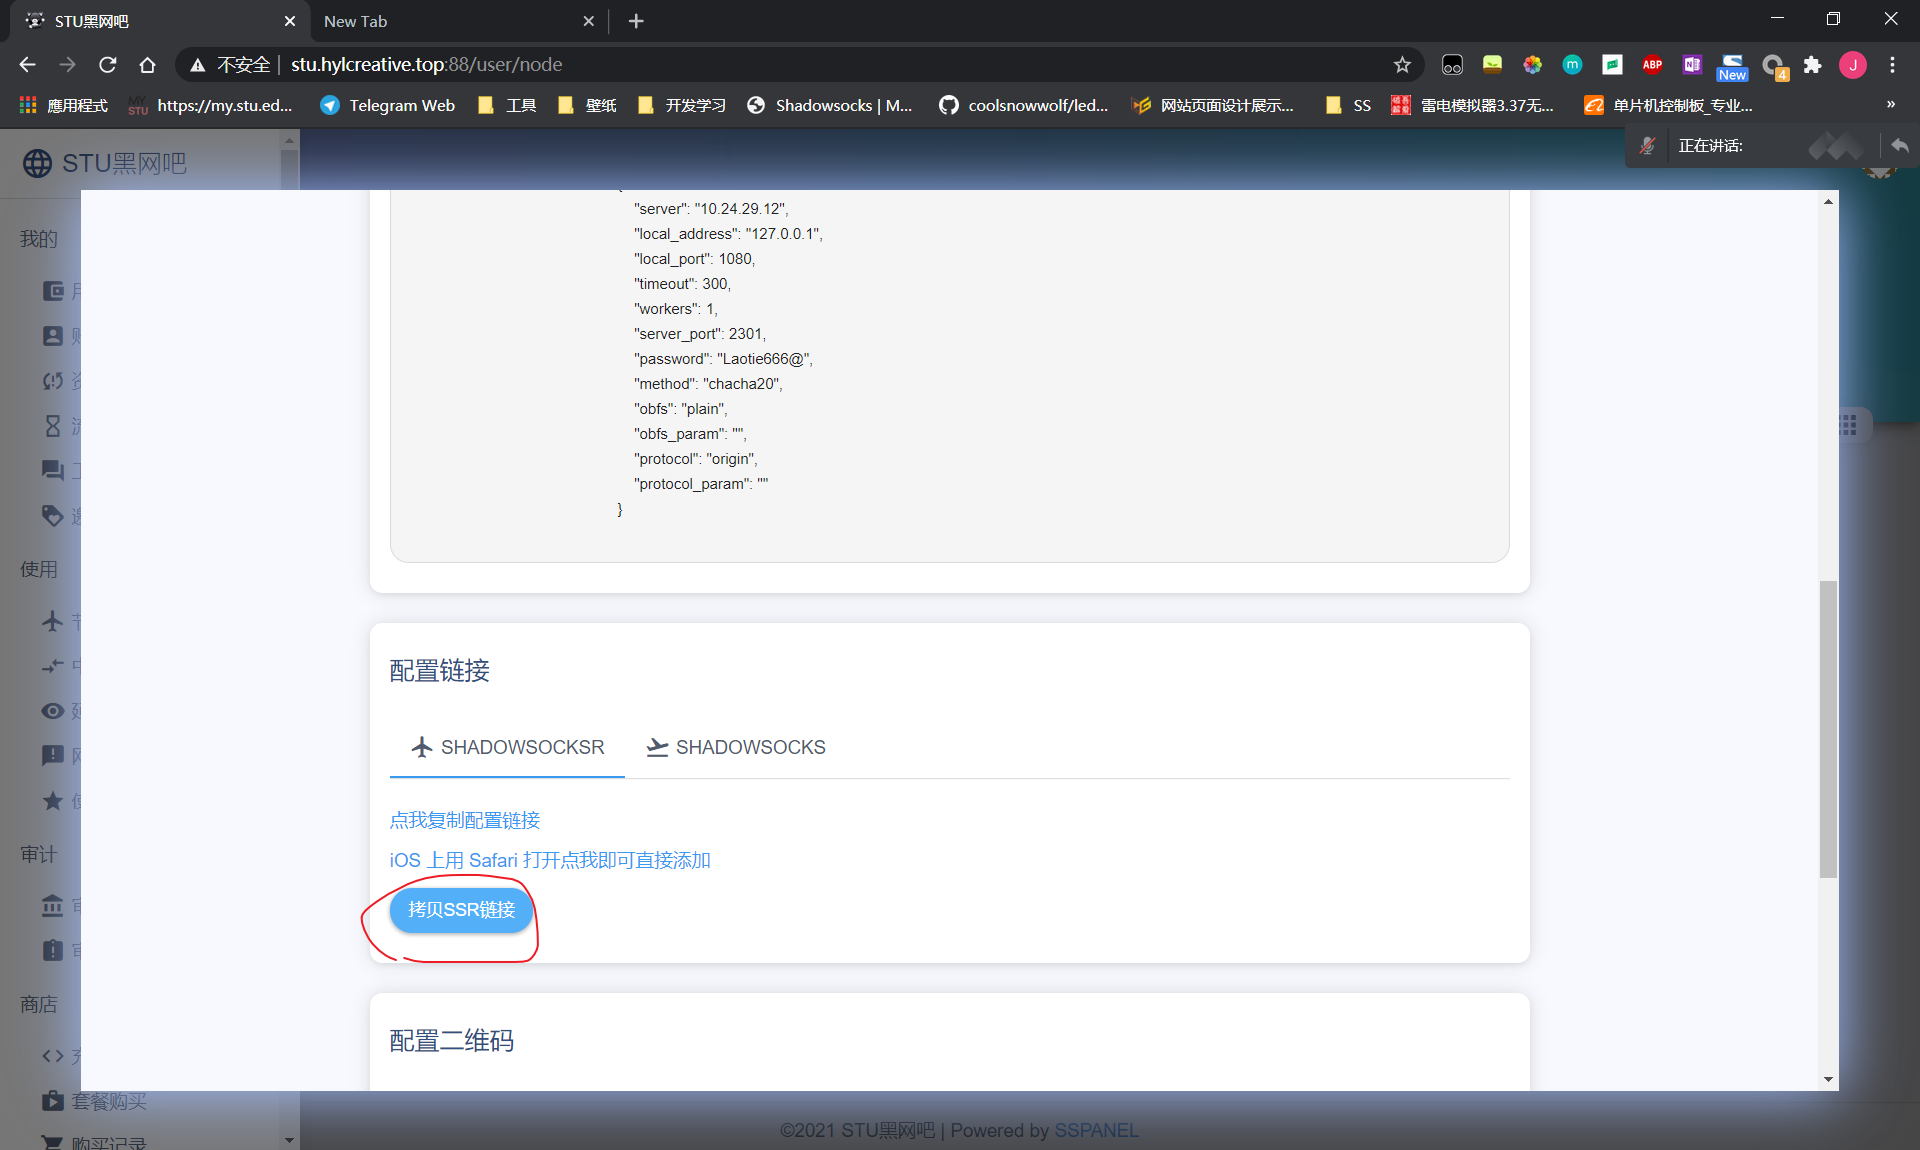 STU黑网吧
New Tab
不安全 | stu.hylcreative.top:88/user/node
ABP
New
4
J
應用程式
MY STU
https://my.stu.ed...
Telegram Web
工具
壁纸
开发学习
Shadowsocks | M...
coolsnowwolf/led...
网站页面设计展示...
SS
雷电模拟器3.37无...
单片机控制板_专业...
»
STU黑网吧
正在讲话:
我的
使用
审计
商店
套餐购买
购买记录
{
"server": "10.24.29.12",
"local_address": "127.0.0.1",
"local_port": 1080,
"timeout": 300,
"workers": 1,
"server_port": 2301,
"password": "Laotie666@",
"method": "chacha20",
"obfs": "plain",
"obfs_param": "",
"protocol": "origin",
"protocol_param": ""
}
配置链接
SHADOWSOCKSR
SHADOWSOCKS
点我复制配置链接
iOS 上用 Safari 打开点我即可直接添加
拷贝SSR链接
配置二维码
©2021 STU黑网吧 | Powered by SSPANEL